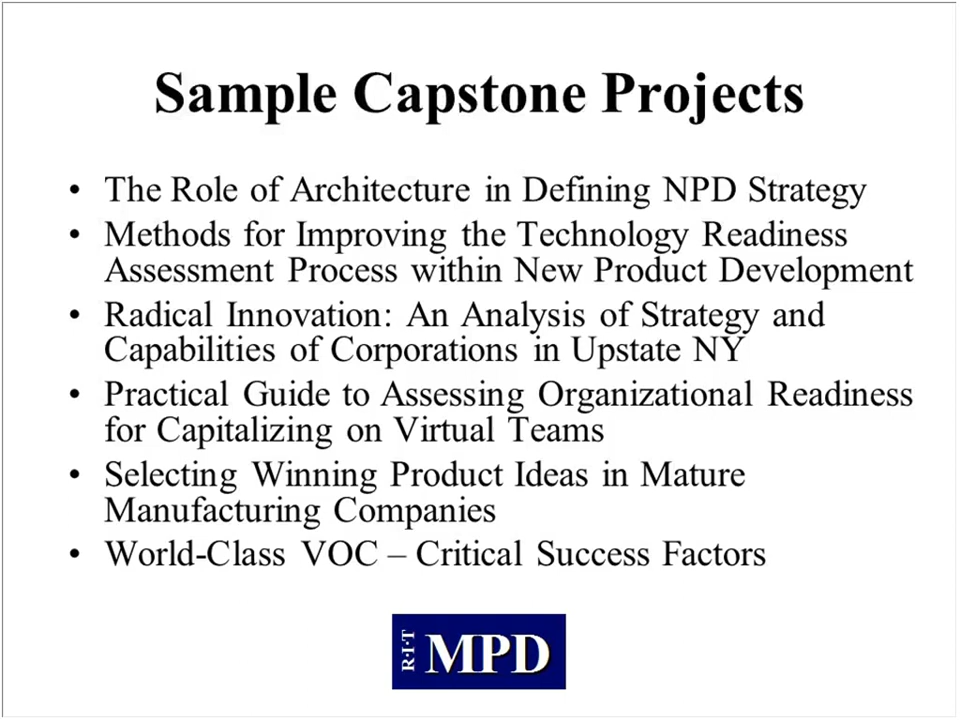 Sample Capstone Projects
• The Role of Architecture in Defining NPD Strategy
• Methods for Improving the Technology Readiness
Assessment Process within New Product Development
• Radical Innovation: An Analysis of Strategy and
Capabilities of Corporations in Upstate NY
• Practical Guide to Assessing Organizational Readiness
for Capitalizing on Virtual Teams
• Selecting Winning Product Ideas in Mature
Manufacturing Companies
• World-Class VOC – Critical Success Factors
R·I·T MPD